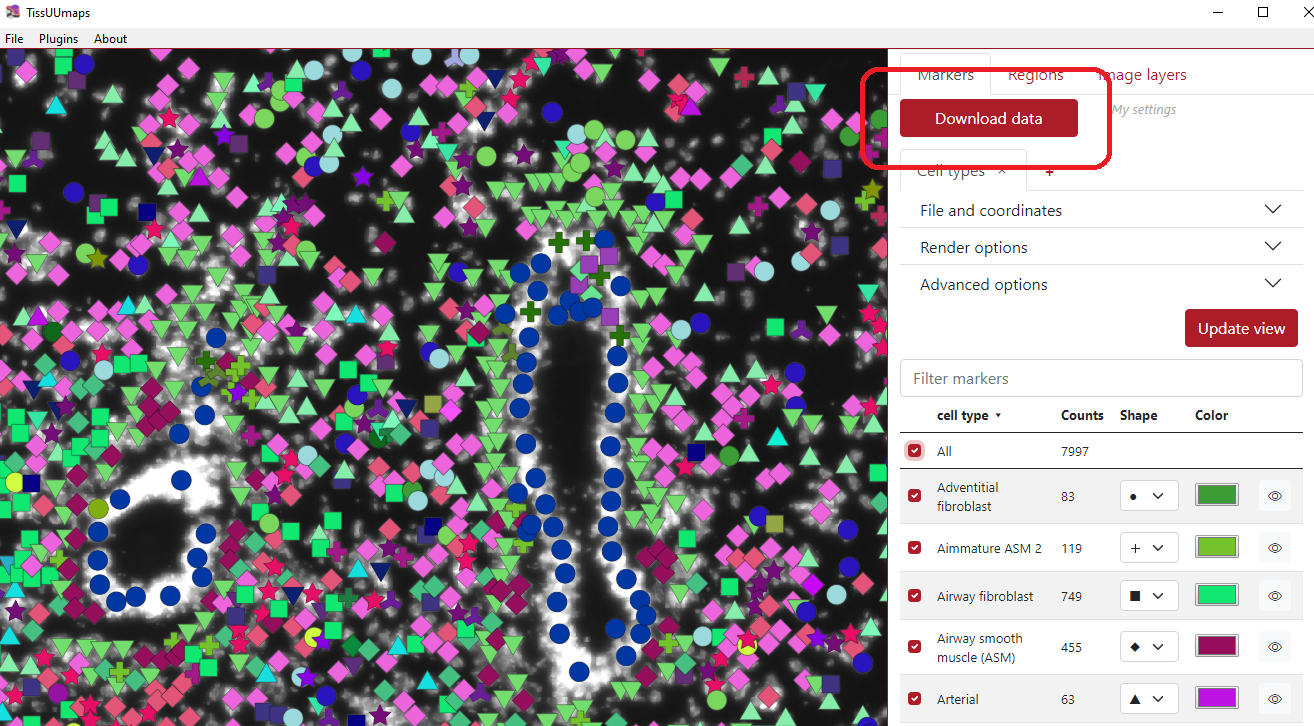 TissUUmaps
File Plugins About
Markers Regions Image layers
Download data
My settings
Cell types × +
File and coordinates
Render options
Advanced options
Update view
Filter markers
cell type Counts Shape Color
All 7997
Adventitial
fibroblast 83
Aimmature ASM 2 119
Airway fibroblast 749
Airway smooth
muscle (ASM) 455
Arterial 63